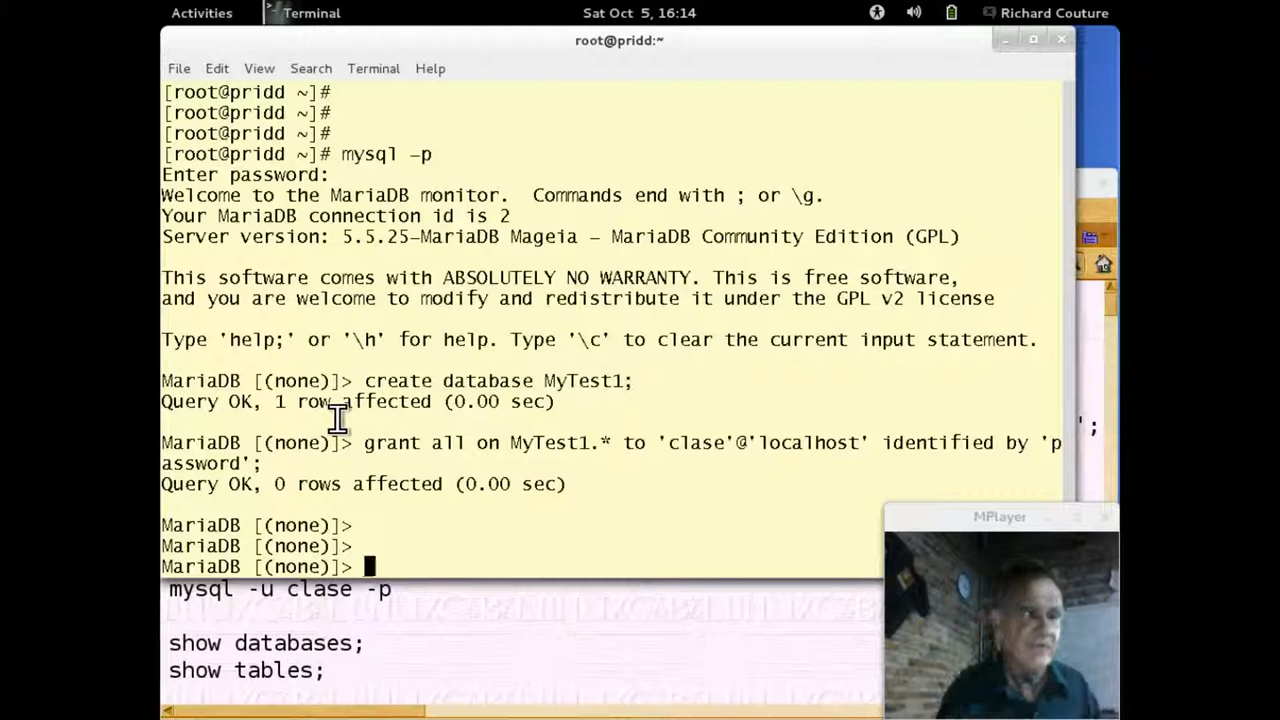 Activities Terminal Sat Oct 5, 16:14 Richard Couture
root@pridd:~
File Edit View Search Terminal Help
[root@pridd ~]#
[root@pridd ~]#
[root@pridd ~]#
[root@pridd ~]# mysql -p
Enter password:
Welcome to the MariaDB monitor.  Commands end with ; or \g.
Your MariaDB connection id is 2
Server version: 5.5.25-MariaDB Mageia - MariaDB Community Edition (GPL)
This software comes with ABSOLUTELY NO WARRANTY. This is free software,
and you are welcome to modify and redistribute it under the GPL v2 license
Type 'help;' or '\h' for help. Type '\c' to clear the current input statement.
MariaDB [(none)]> create database MyTest1;
Query OK, 1 row affected (0.00 sec)
MariaDB [(none)]> grant all on MyTest1.* to 'clase'@'localhost' identified by 'p
assword';
';
Query OK, 0 rows affected (0.00 sec)
MariaDB [(none)]>
MariaDB [(none)]>
MariaDB [(none)]>
MPlayer
mysql -u clase -p
show databases;
show tables;